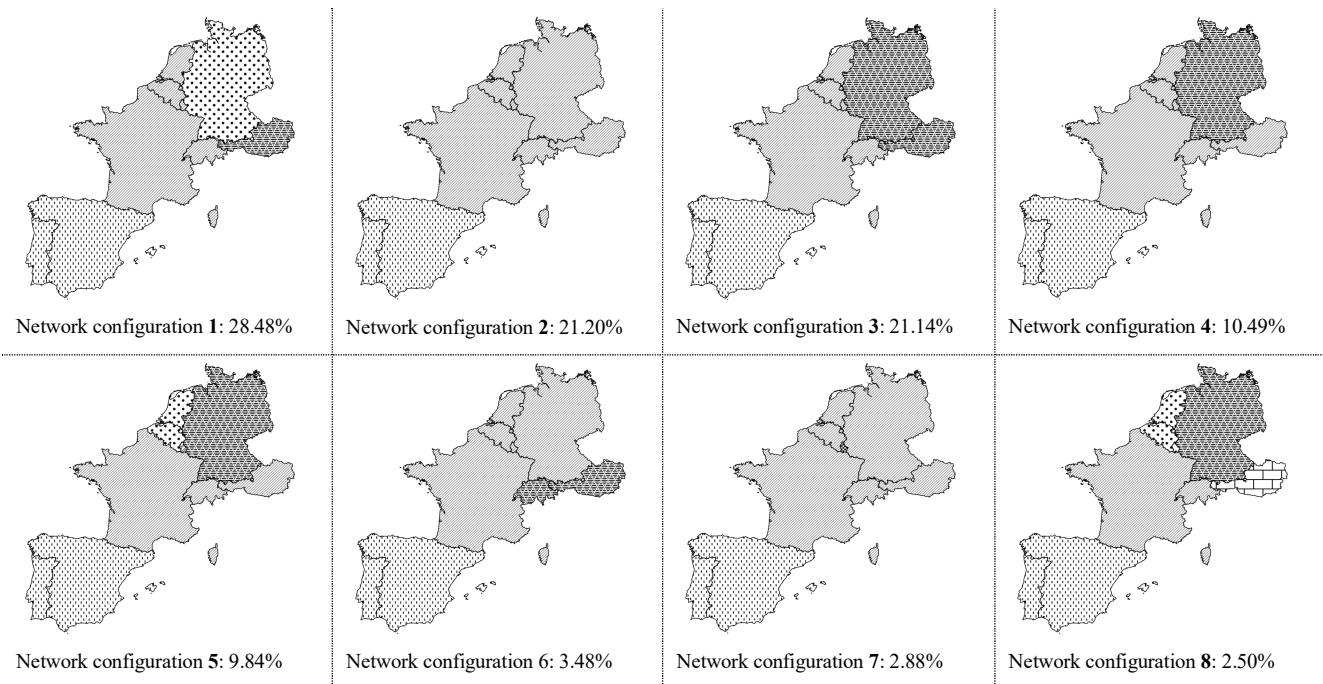 Network configuration 1: 28.48%
Network configuration 2: 21.20%
Network configuration 3: 21.14%
Network configuration 4: 10.49%
Network configuration 5: 9.84%
Network configuration 6: 3.48%
Network configuration 7: 2.88%
Network configuration 8: 2.50%